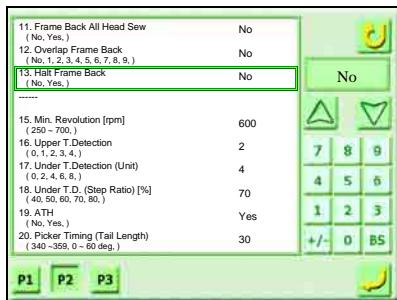 11. Frame Back All Head Sew No
( No, Yes, )
12. Overlap Frame Back No
( No, 1, 2, 3, 4, 5, 6, 7, 8, 9, )
13. Halt Frame Back No
( No, Yes, )
------
15. Min. Revolution [rpm] 600
( 250 ~ 700, )
16. Upper T.Detection 2
( 0, 1, 2, 3, 4, )
17. Under T.Detection (Unit) 4
( 0, 2, 4, 6, 8, )
18. Under T.D. (Step Ratio) [%] 70
( 40, 50, 60, 70, 80, )
19. ATH Yes
( No, Yes, )
20. Picker Timing (Tail Length) 30
( 340 ~359, 0 ~ 60 deg, )
No
7 8 9
4 5 6
1 2 3
+/- 0 BS
P1 P2 P3